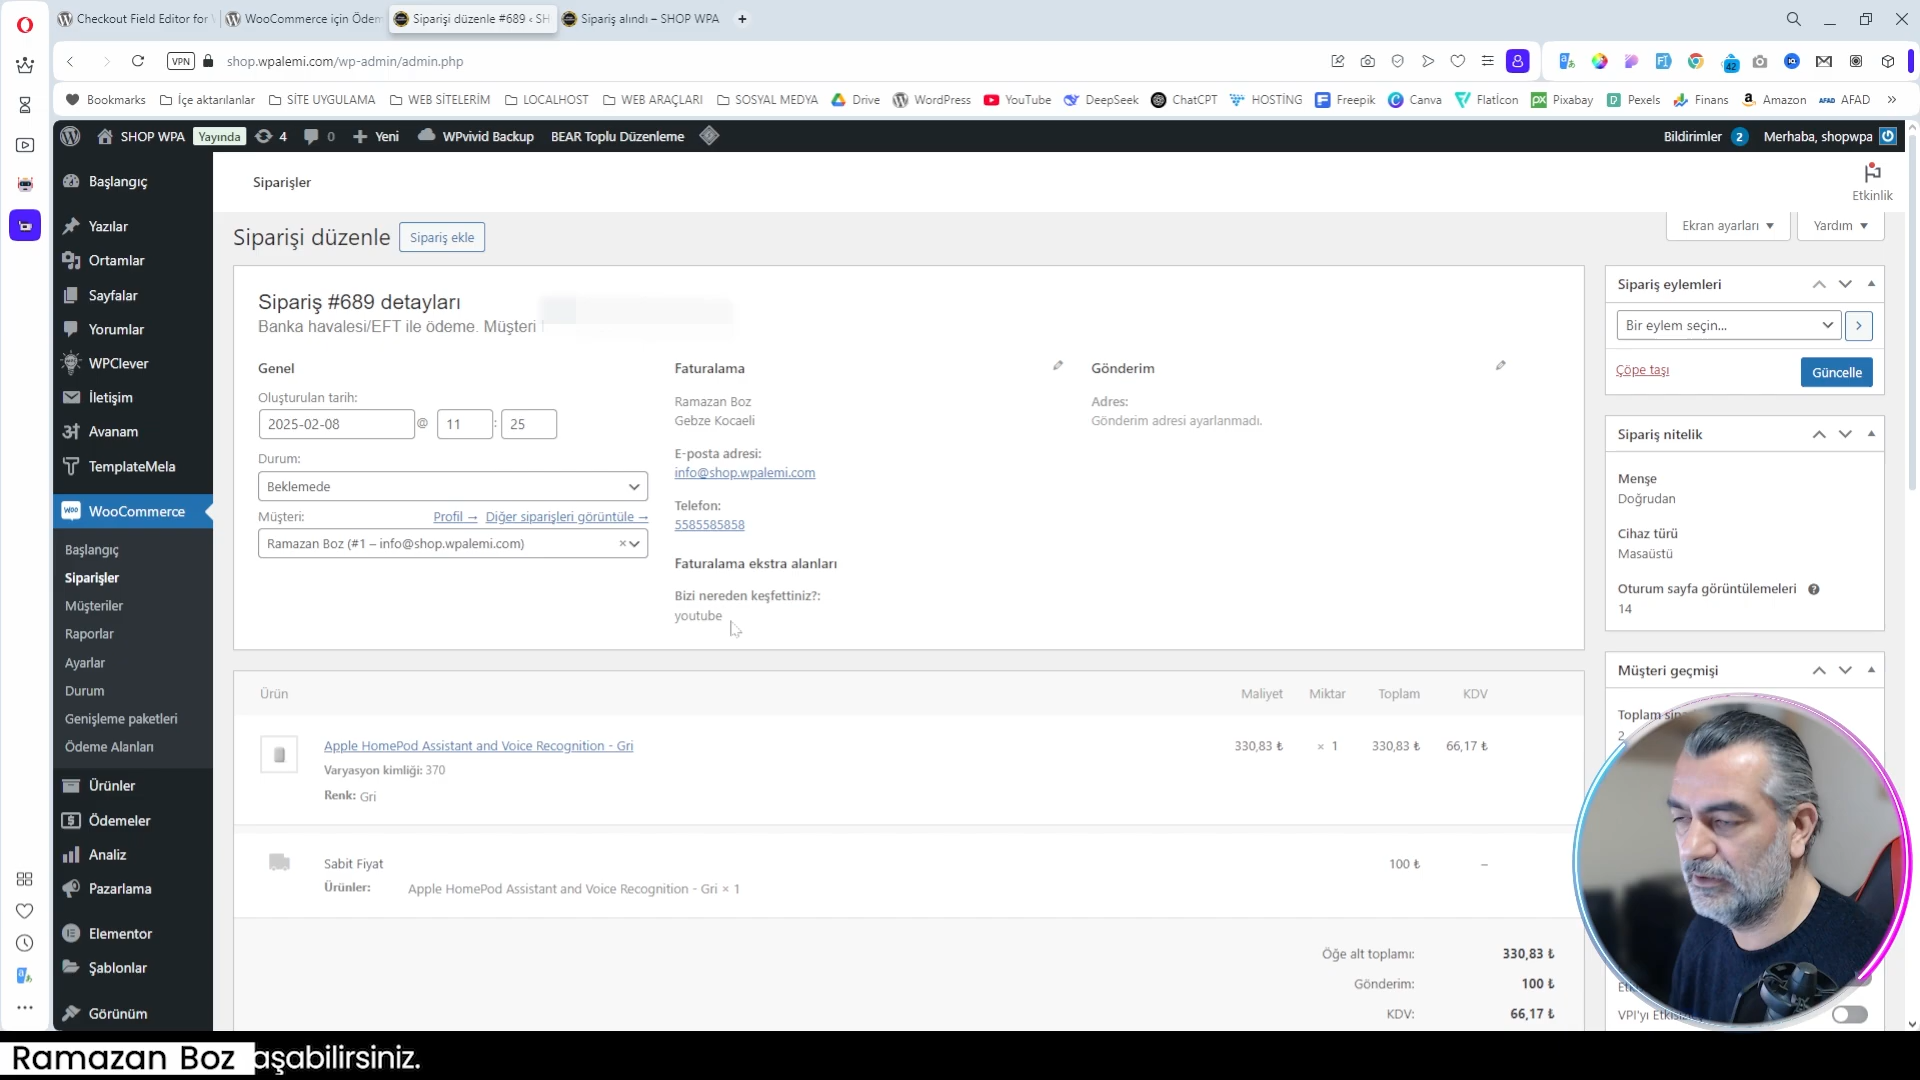 Checkout Field Editor for
WooCommerce için Ödem
Siparişi düzenle #689 ‹ SH
Sipariş alındı – SHOP WPA
VPN
shop.wpalemi.com/wp-admin/admin.php
42
Bookmarks
İçe aktarılanlar
SİTE UYGULAMA
WEB SİTELERİM
LOCALHOST
WEB ARAÇLARI
SOSYAL MEDYA
Drive
WordPress
YouTube
DeepSeek
ChatCPT
HOSTİNG
Freepik
Canva
FlatIcon
Pixabay
Pexels
Finans
Amazon
AFAD
SHOP WPA
Yayında
4
0
Yeni
WPvivid Backup
BEAR Toplu Düzenleme
Bildirimler 2
Merhaba, shopwpa
Başlangıç
Yazılar
Ortamlar
Sayfalar
Yorumlar
WPClever
İletişim
Avanam
TemplateMela
WooCommerce
Başlangıç
Siparişler
Müşteriler
Raporlar
Ayarlar
Durum
Genişleme paketleri
Ödeme Alanları
Ürünler
Ödemeler
Analiz
Pazarlama
Elementor
Şablonlar
Görünüm
Siparişler
Etkinlik
Siparişi düzenle
Sipariş ekle
Ekran ayarları ▼
Yardım ▼
Sipariş #689 detayları
Banka havalesi/EFT ile ödeme. Müşteri
Genel
Oluşturulan tarih:
2025-02-08 @ 11 : 25
Durum:
Beklemede
Müşteri:
Profil →
Diğer siparişleri görüntüle →
Ramazan Boz (#1 – info@shop.wpalemi.com) ×
Faturalama
Ramazan Boz
Gebze Kocaeli
E-posta adresi:
info@shop.wpalemi.com
Telefon:
5585585858
Faturalama ekstra alanları
Bizi nereden keşfettiniz?:
youtube
Gönderim
Adres:
Gönderim adresi ayarlanmadı.
Ürün
Maliyet
Miktar
Toplam
KDV
Apple HomePod Assistant and Voice Recognition - Gri
330,83 ₺
× 1
330,83 ₺
66,17 ₺
Varyasyon kimliği: 370
Renk: Gri
Sabit Fiyat
100 ₺
–
Ürünler: Apple HomePod Assistant and Voice Recognition - Gri × 1
Öğe alt toplamı: 330,83 ₺
Gönderim: 100 ₺
KDV: 66,17 ₺
Sipariş eylemleri
Bir eylem seçin...
Çöpe taşı
Güncelle
Sipariş nitelik
Menşe
Doğrudan
Cihaz türü
Masaüstü
Oturum sayfa görüntülemeleri
14
Müşteri geçmişi
Toplam
2
VPI'yı
Ramazan Boz
aşabilirsiniz.